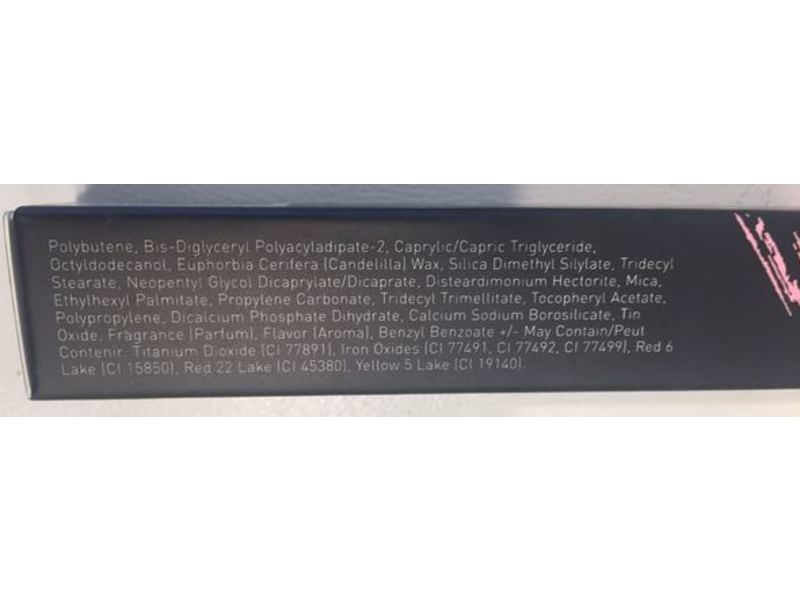 Polybutene, Bis-Diglyceryl Polyacyladipate-2, Caprylic/Capric Triglyceride,
Octyldodecanol, Euphorbia Cerifera (Candelilla) Wax, Silica Dimethyl Silylate, Tridecyl
Stearate, Neopentyl Glycol Dicaprylate/Dicaprate, Disteardimonium Hectorite, Mica,
Ethylhexyl Palmitate, Propylene Carbonate, Tridecyl Trimellitate, Tocopheryl Acetate,
Polypropylene, Dicalcium Phosphate Dihydrate, Calcium Sodium Borosilicate, Tin
Oxide, Fragrance (Parfum), Flavor (Aroma), Benzyl Benzoate +/- May Contain/Peut
Contenir: Titanium Dioxide (CI 77891), Iron Oxides (CI 77491, CI 77492, CI 77499), Red 6
Lake (CI 15850), Red 22 Lake (CI 45380), Yellow 5 Lake (CI 19140).